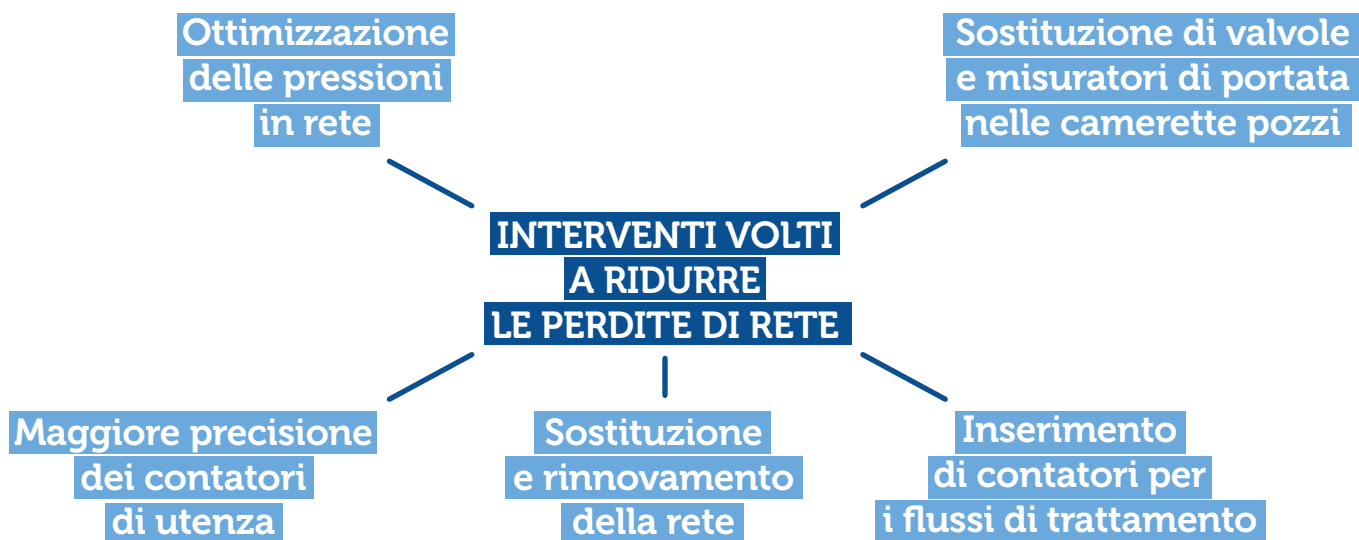 Ottimizzazione
delle pressioni
in rete
Sostituzione di valvole
e misuratori di portata
nelle camerette pozzi
INTERVENTI VOLTI
A RIDURRE
LE PERDITE DI RETE
Maggiore precisione
dei contatori
di utenza
Sostituzione
e rinnovamento
della rete
Inserimento
di contatori per
i flussi di trattamento